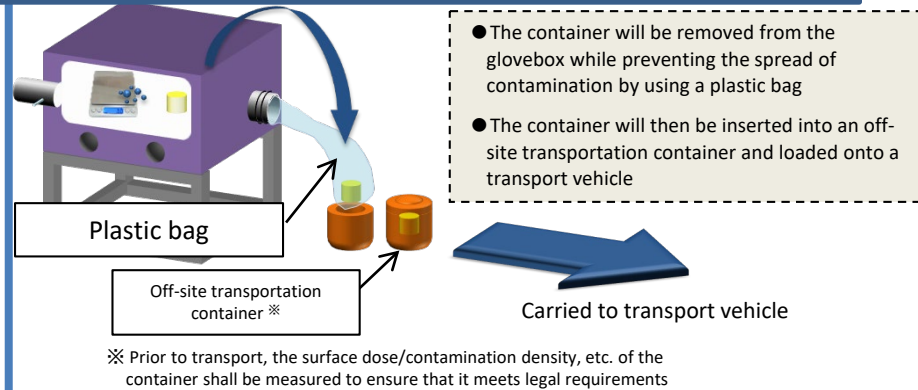 ● The container will be removed from the
glovebox while preventing the spread of
contamination by using a plastic bag
● The container will then be inserted into an off-
site transportation container and loaded onto a
transport vehicle
Plastic bag
Off-site transportation
container ※
Carried to transport vehicle
※ Prior to transport, the surface dose/contamination density, etc. of the
container shall be measured to ensure that it meets legal requirements